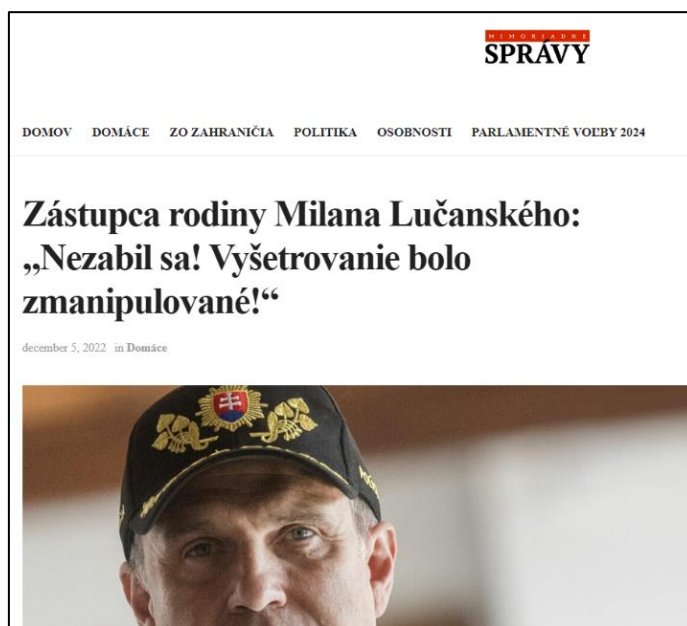 MIMORIADNE
SPRÁVY
DOMOV DOMÁCE ZO ZAHRANIČIA POLITIKA OSOBNOSTI PARLAMENTNÉ VOĽBY 2024
Zástupca rodiny Milana Lučanského:
„Nezabil sa! Vyšetrovanie bolo
zmanipulované!“
december 5, 2022 in Domáce